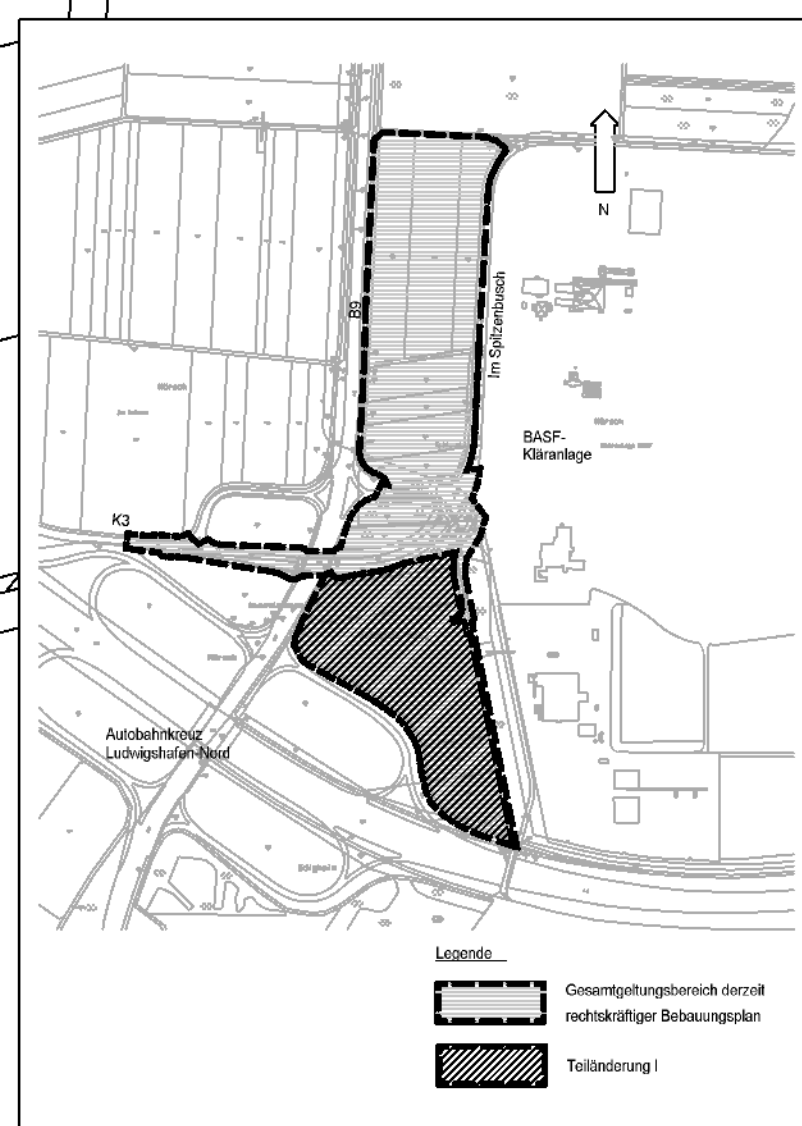 N
B9
Im Spitzenbusch
BASF-
Kläranlage
K3
Autobahnkreuz
Ludwigshafen-Nord
Legende
Gesamtgeltungsbereich derzeit
rechtskräftiger Bebauungsplan
Teiländerung I